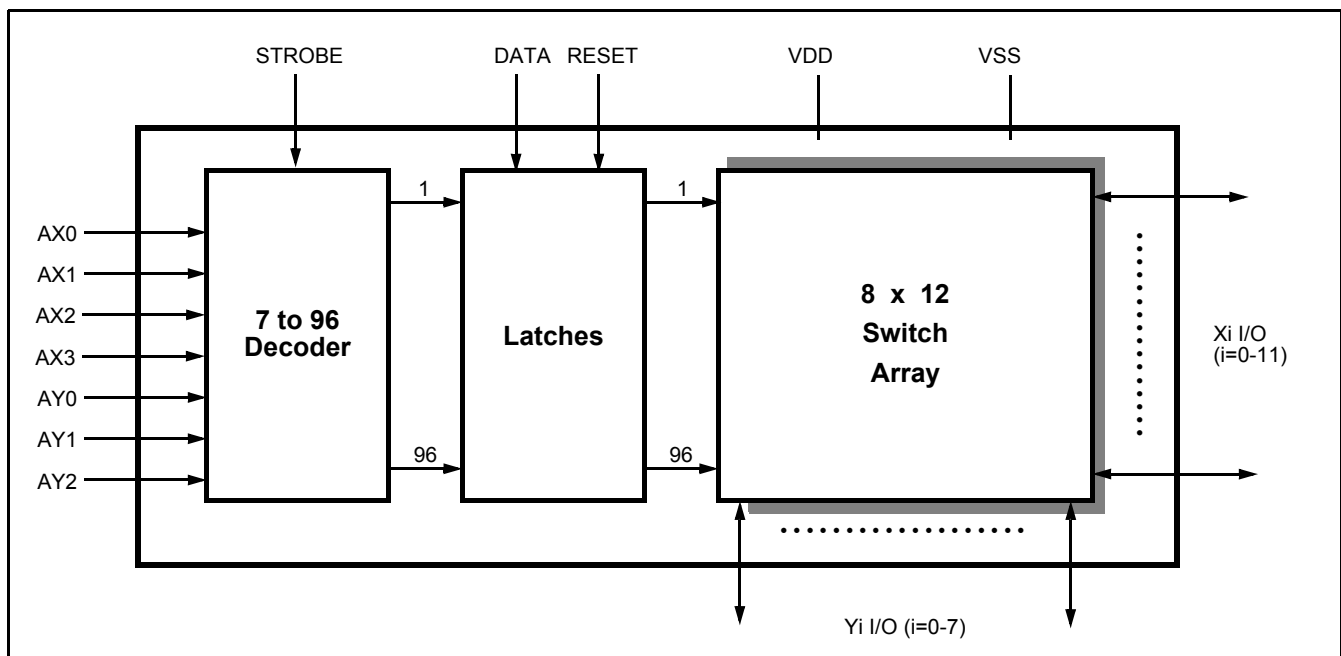 STROBE
DATA
RESET
VDD
VSS
AX0
AX1
AX2
AX3
AY0
AY1
AY2
7 to 96
Decoder
1
96
Latches
1
96
8 x 12
Switch
Array
Xi I/O
(i=0-11)
Yi I/O (i=0-7)